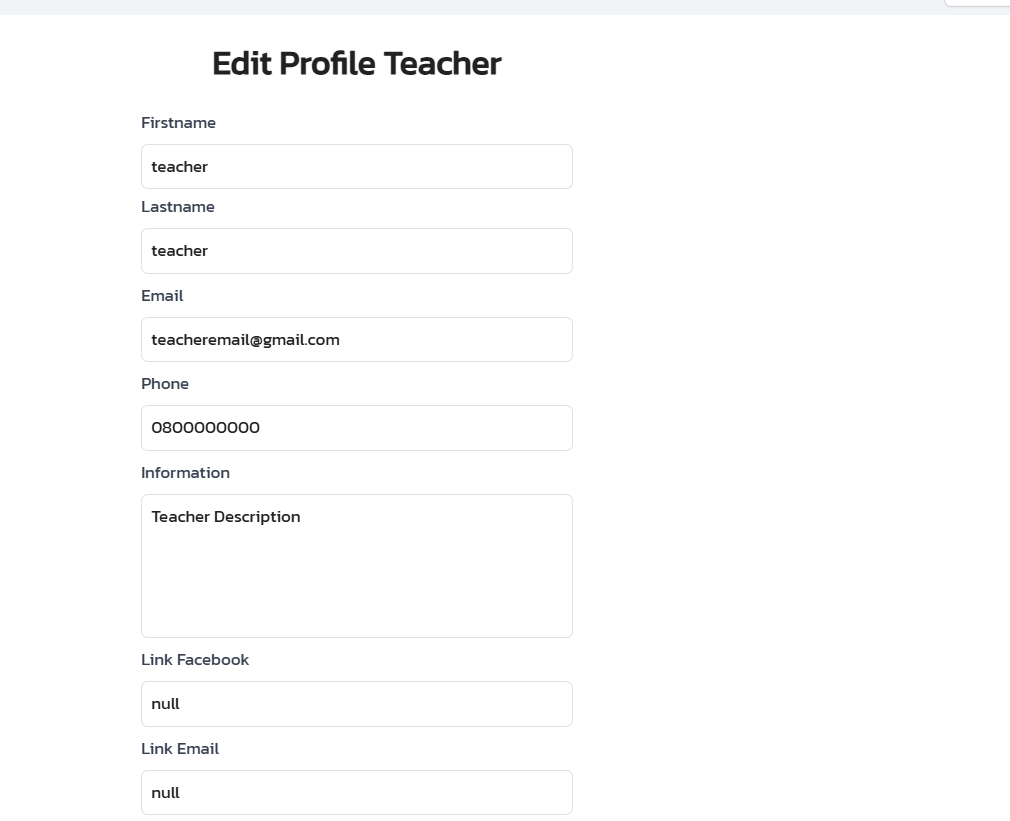 Edit Profile Teacher
Firstname
teacher
Lastname
teacher
Email
teacheremail@gmail.com
Phone
0800000000
Information
Teacher Description
Link Facebook
null
Link Email
null